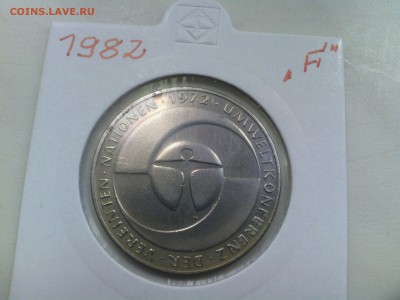 COINS.LAVE.RU
1982
„F"
UMWELTKONFERENZ · DER · VEREINTEN · NATIONEN · 1972 ·